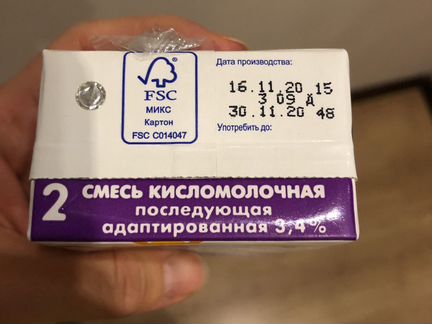 Дата производства:
16.11.20 15
3 09 Д
30.11.20 48
Употребить до:
FSC
МИКС
Картон
FSC C014047
2 СМЕСЬ КИСЛОМОЛОЧНАЯ
последующая
адаптированная 3,4%